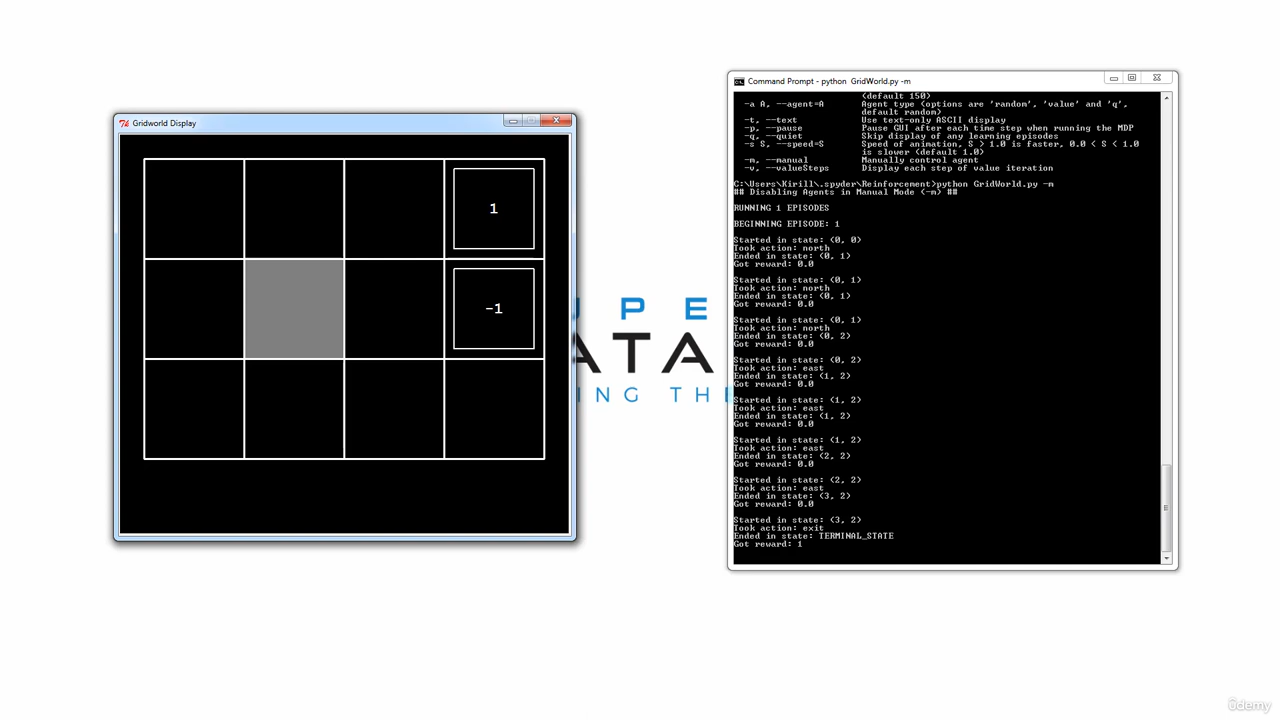 Gridworld Display
1
-1
UPE
ATA
ING THE
Command Prompt - python GridWorld.py -m
(default 150)
-a A, --agent=A Agent type (options are 'random', 'value' and 'q',
default random)
-t, --text Use text-only ASCII display
-p, --pause Pause GUI after each time step when running the MDP
-q, --quiet Skip display of any learning episodes
-s S, --speed=S Speed of animation, S > 1.0 is faster, 0.0 < S < 1.0
is slower (default 1.0)
-m, --manual Manually control agent
-v, --valueSteps Display each step of value iteration
C:\Users\Kirill\.spyder\Reinforcement>python GridWorld.py -m
## Disabling Agents in Manual Mode (-m) ##
RUNNING 1 EPISODES
BEGINNING EPISODE: 1
Started in state: (0, 0)
Took action: north
Ended in state: (0, 1)
Got reward: 0.0
Started in state: (0, 1)
Took action: north
Ended in state: (0, 1)
Got reward: 0.0
Started in state: (0, 1)
Took action: north
Ended in state: (0, 2)
Got reward: 0.0
Started in state: (0, 2)
Took action: east
Ended in state: (1, 2)
Got reward: 0.0
Started in state: (1, 2)
Took action: east
Ended in state: (1, 2)
Got reward: 0.0
Started in state: (1, 2)
Took action: east
Ended in state: (2, 2)
Got reward: 0.0
Started in state: (2, 2)
Took action: east
Ended in state: (3, 2)
Got reward: 0.0
Started in state: (3, 2)
Took action: exit
Ended in state: TERMINAL_STATE
Got reward: 1
ûdemy